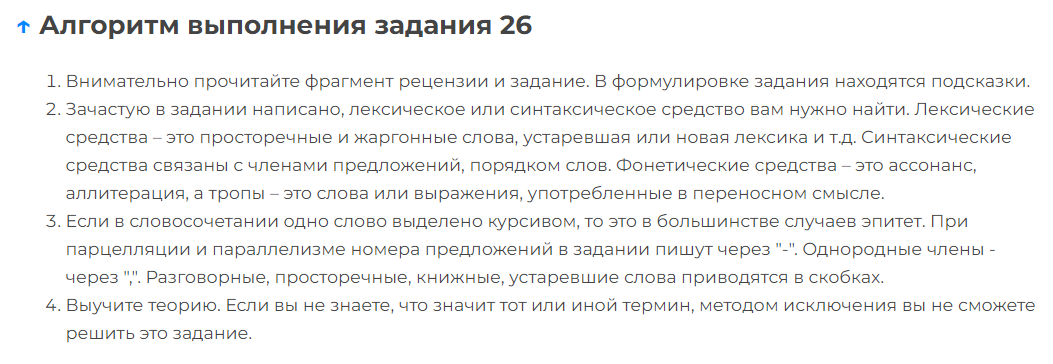 ↑ Алгоритм выполнения задания 26
1. Внимательно прочитайте фрагмент рецензии и задание. В формулировке задания находятся подсказки.
2. Зачастую в задании написано, лексическое или синтаксическое средство вам нужно найти. Лексические
средства – это просторечные и жаргонные слова, устаревшая или новая лексика и т.д. Синтаксические
средства связаны с членами предложений, порядком слов. Фонетические средства – это ассонанс,
аллитерация, а тропы – это слова или выражения, употребленные в переносном смысле.
3. Если в словосочетании одно слово выделено курсивом, то это в большинстве случаев эпитет. При
парцелляции и параллелизме номера предложений в задании пишут через "-". Однородные члены -
через ",". Разговорные, просторечные, книжные, устаревшие слова приводятся в скобках.
4. Выучите теорию. Если вы не знаете, что значит тот или иной термин, методом исключения вы не сможете
решить это задание.